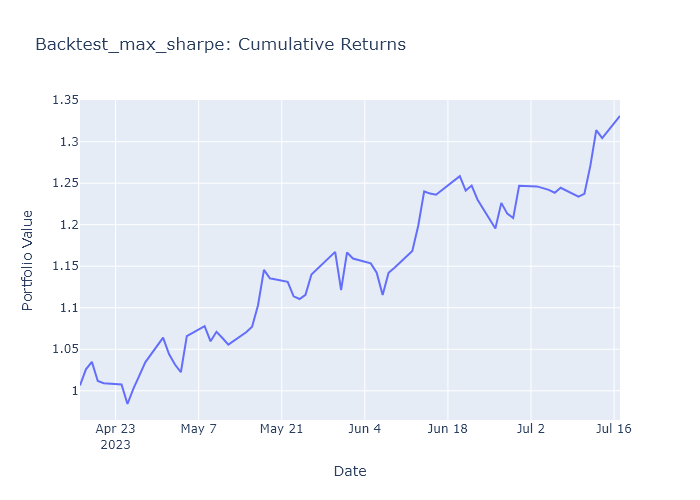 Backtest_max_sharpe: Cumulative Returns
1.35
1.3
1.25
1.2
1.15
1.1
1.05
1
Portfolio Value
Apr 23 May 7 May 21 Jun 4 Jun 18 Jul 2 Jul 16
2023
Date